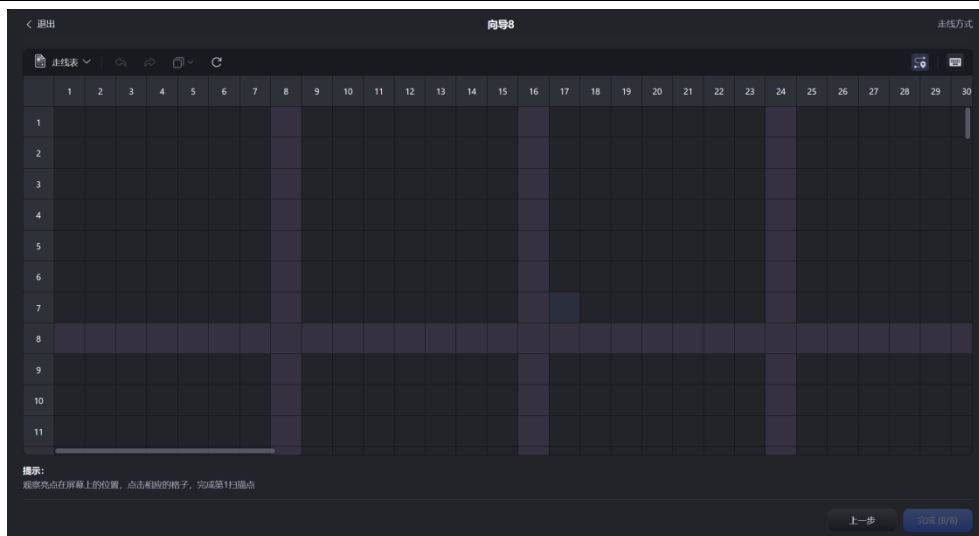 退出 向导8 走线方式
走线表
1 2 3 4 5 6 7 8 9 10 11 12 13 14 15 16 17 18 19 20 21 22 23 24 25 26 27 28 29 30
1
2
3
4
5
6
7
8
9
10
11
提示：
观察亮点在屏幕上的位置，点击相应的格子，完成第1扫描点
上一步 完成 (8/8)